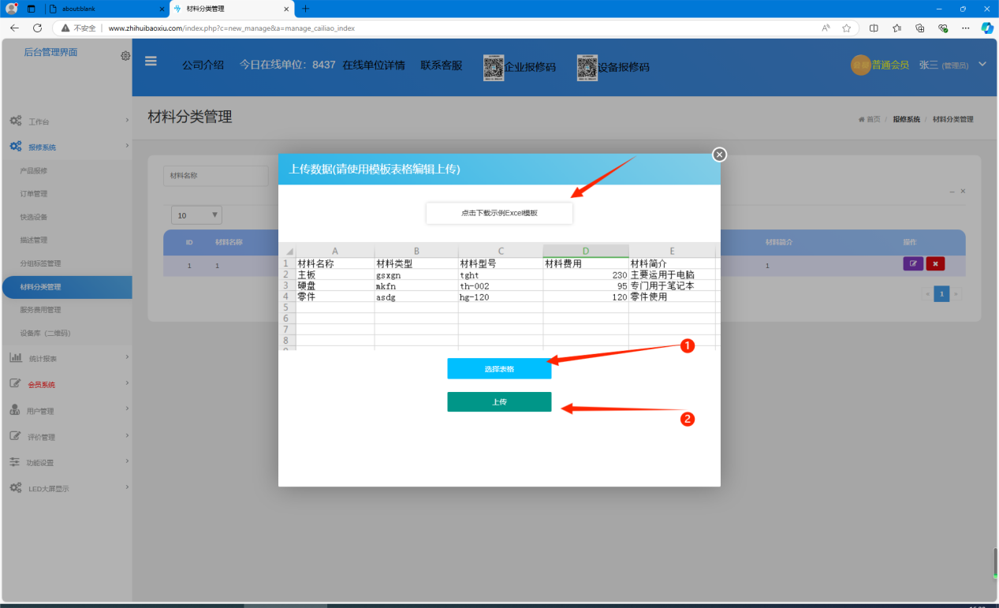 about:blank
材料分类管理
不安全 www.zhihuibaoxiu.com/index.php?c=new_manage&a=manage_cailiao_index
后台管理界面
公司介绍 今日在线单位：8437 在线单位详情 联系客服 企业报修码 设备报修码
普通会员 张三 (管理员)
材料分类管理
首页 / 报修系统 / 材料分类管理
工作台
报修系统
产品报修
订单管理
快选设备
描述管理
分组标签管理
材料分类管理
服务费用管理
设备库（二维码）
统计报表
会员系统
用户管理
评价管理
功能设置
LED大屏显示
材料名称
10
ID 材料名称 材料简介 操作
1 1 1
« 1 »
上传数据(请使用模板表格编辑上传)
点击下载示例Excel模板
A B C D E
1 材料名称 材料类型 材料型号 材料费用 材料简介
2 主板 gsxgn tght 230 主要运用于电脑
3 硬盘 mkfn th-002 95 专门用于笔记本
4 零件 asdg hg-120 120 零件使用
5
6
7
8
选择表格
1
上传
2